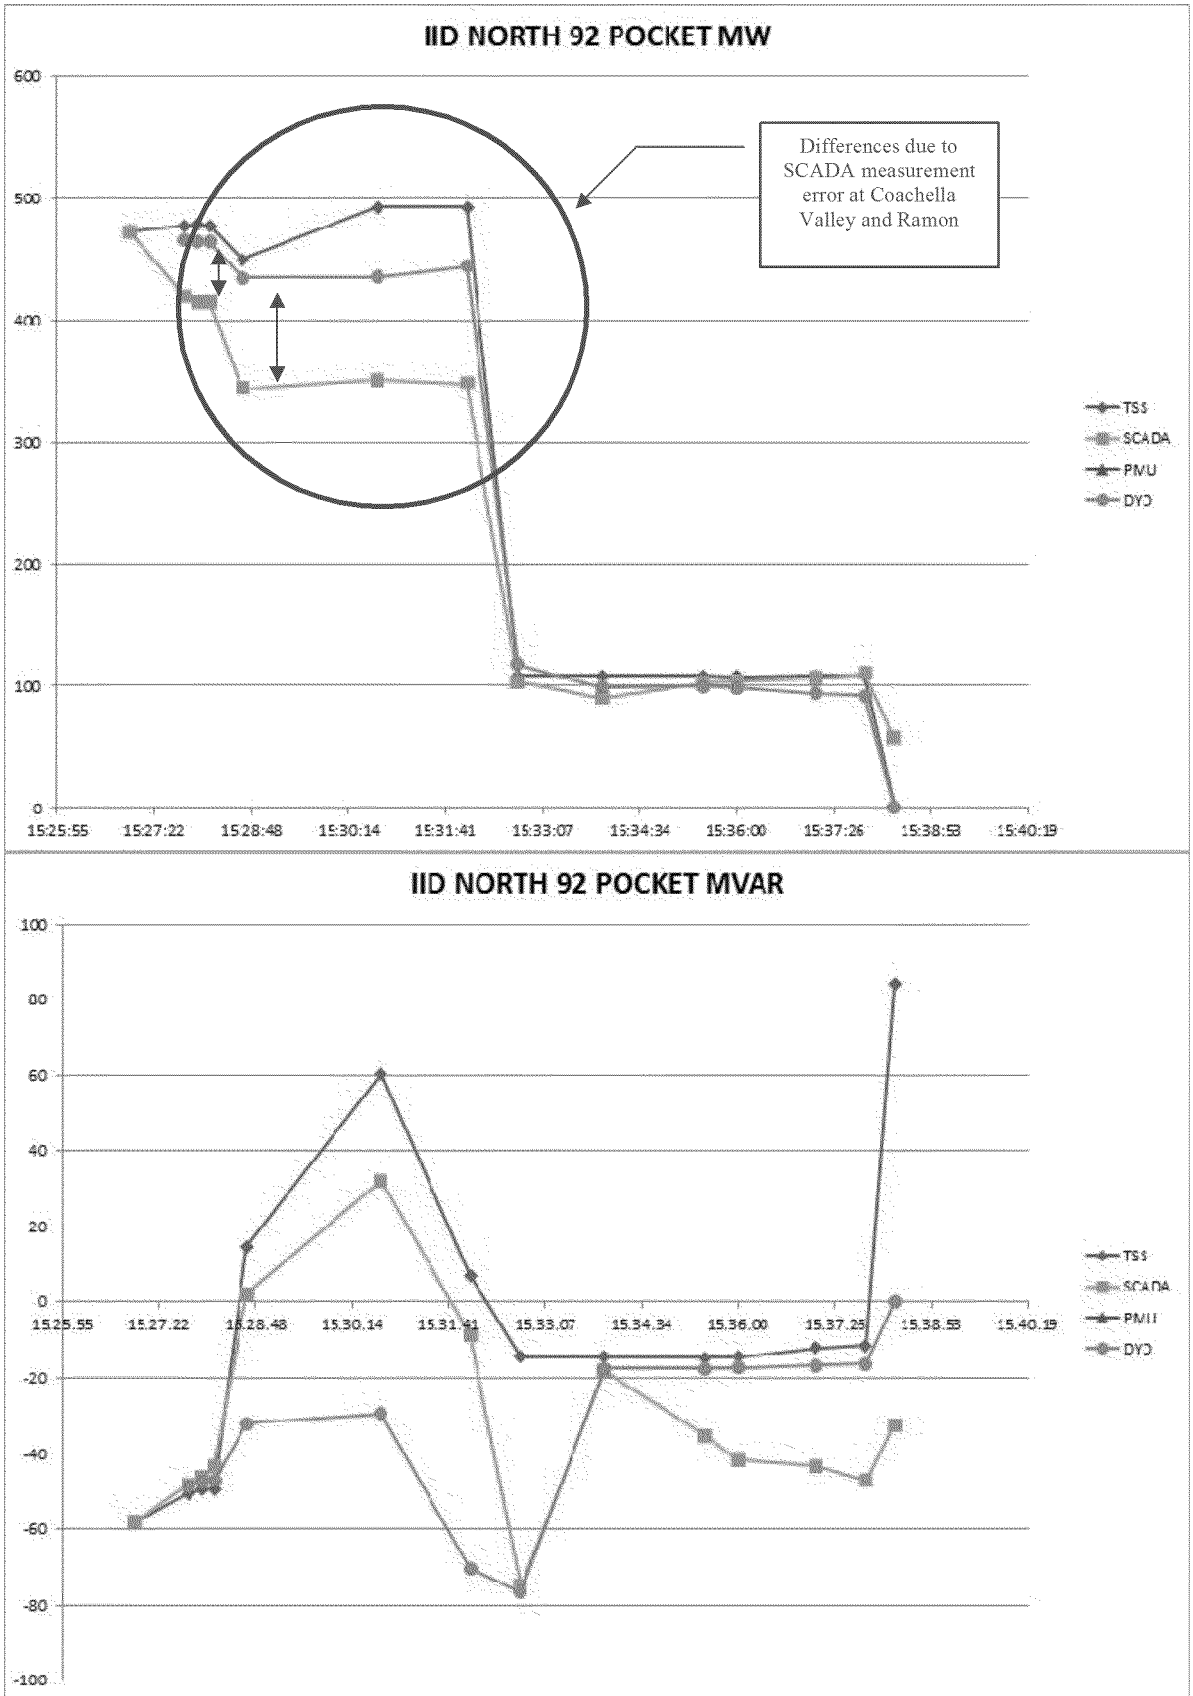 IID NORTH 92 POCKET MW
600
500
400
300
200
100
0
15:25:55 15:27:22 15:28:48 15:30:14 15:31:41 15:33:07 15:34:34 15:36:00 15:37:26 15:38:53 15:40:19
Differences due to
SCADA measurement
error at Coachella
Valley and Ramon
TSS
SCADA
PMU
DYD
IID NORTH 92 POCKET MVAR
100
80
60
40
20
0
-20
-40
-60
-80
-100
15:25:55 15:27:22 15:28:48 15:30:14 15:31:41 15:33:07 15:34:34 15:36:00 15:37:26 15:38:53 15:40:19
TSS
SCADA
PMU
DYD